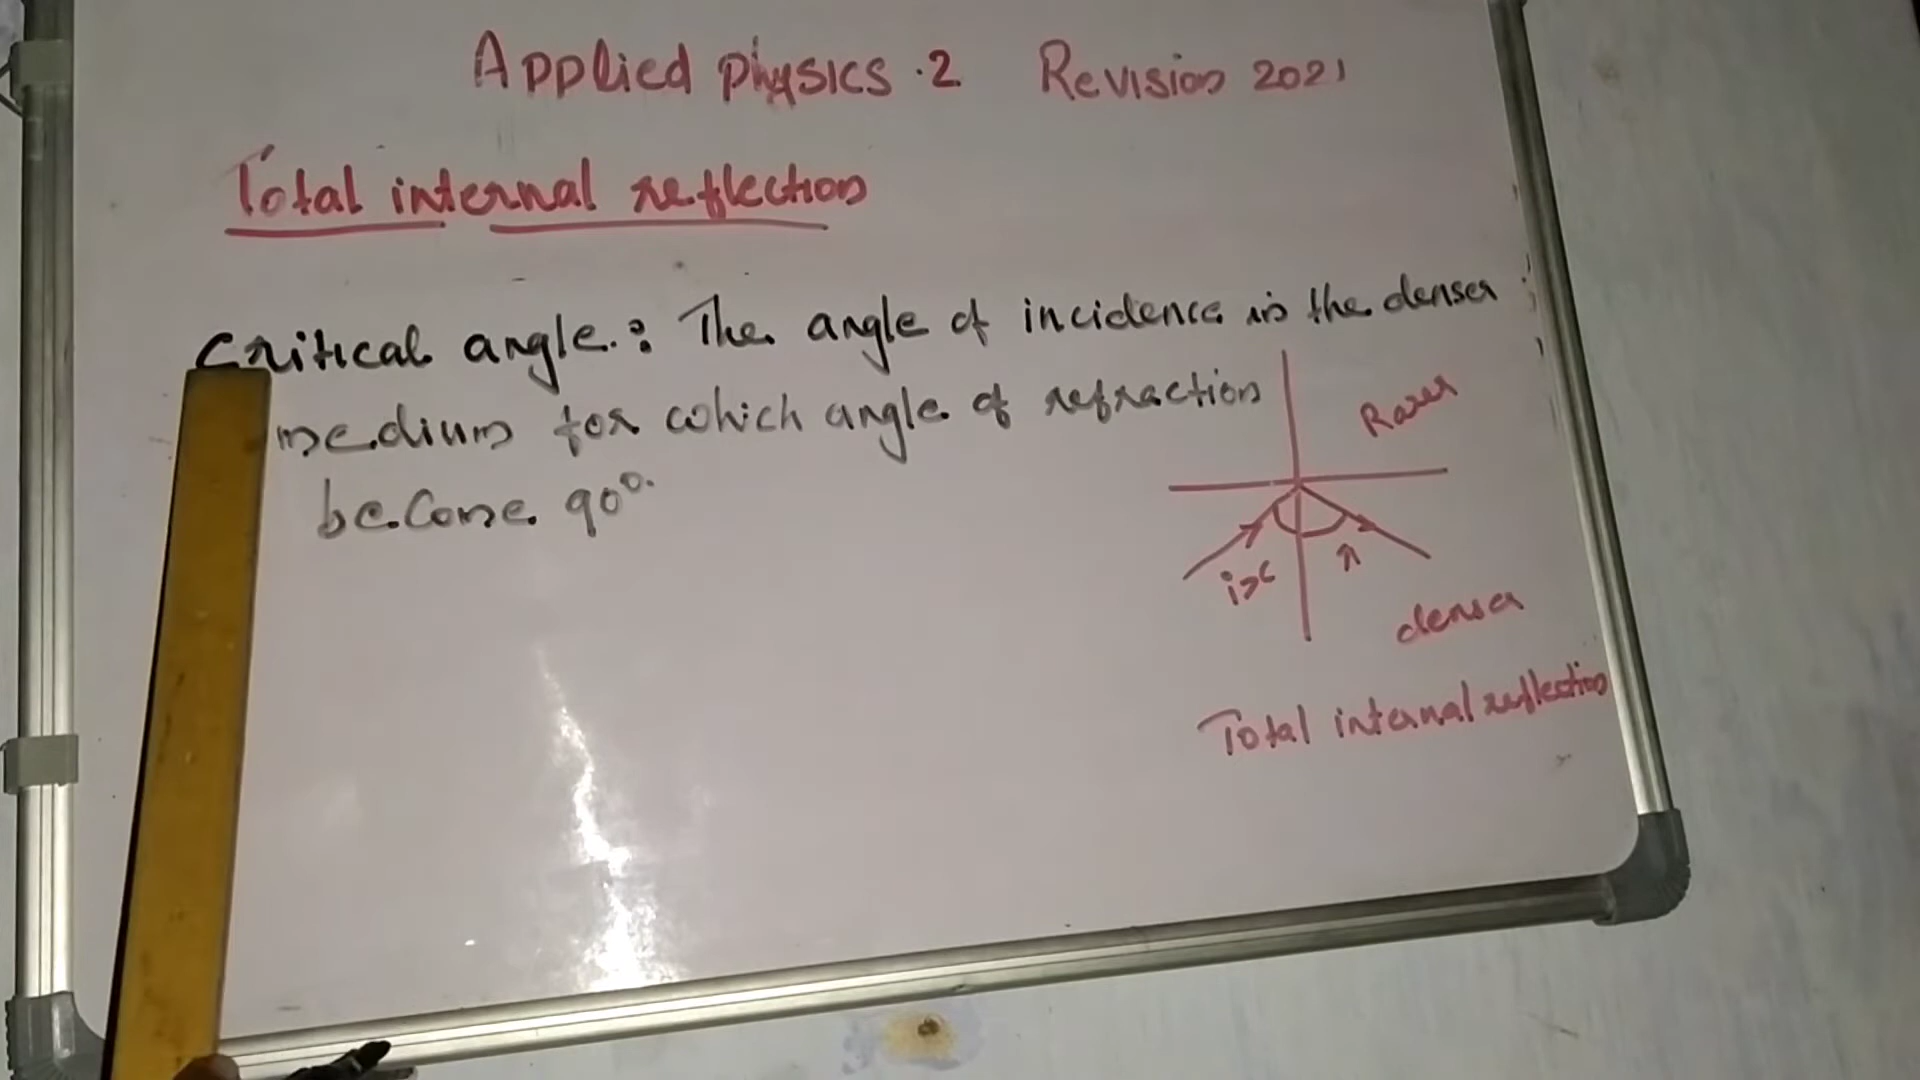 Applied Physics .2 Revision 2021
Total internal reflection
Critical angle : The angle of incidence in the denser
medium for which angle of refraction
become 90°.
Rarer
i>c r
denser
Total internal reflection